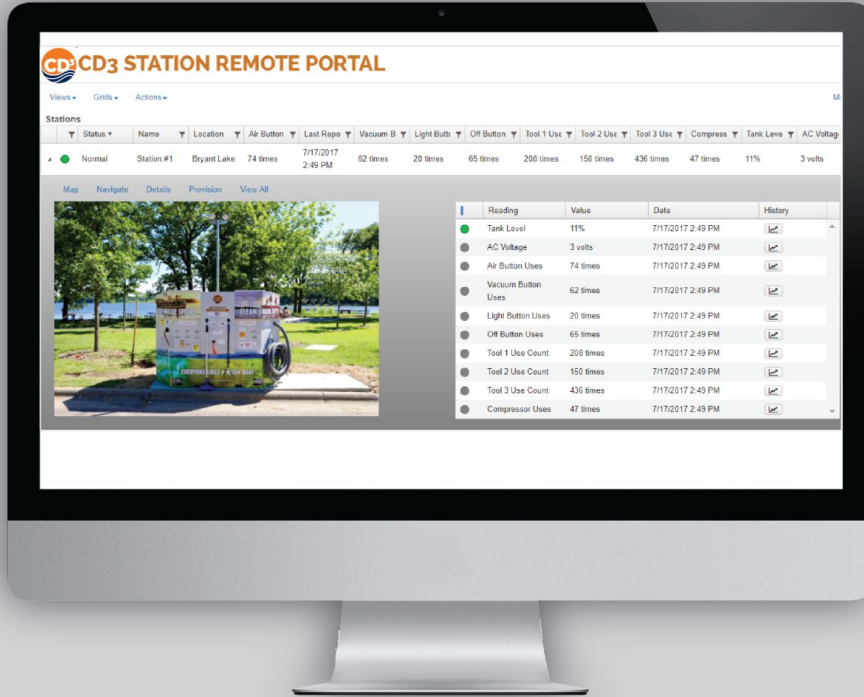 CD3 CD3 STATION REMOTE PORTAL
Views Grids Actions
Stations
Status Name Location Air Button Last Repo Vacuum B Light Butt Off Button Tool 1 Use Tool 2 Use Tool 3 Use Compress Tank Leve AC Voltag
Normal Station #1 Bryant Lake 74 times 7/17/2017 2:49 PM 62 times 20 times 65 times 208 times 150 times 436 times 47 times 11% 3 volts
Map Navigate Details Provision View All
Reading Value Date History
Tank Level 11% 7/17/2017 2:49 PM
AC Voltage 3 volts 7/17/2017 2:49 PM
Air Button Uses 74 times 7/17/2017 2:49 PM
Vacuum Button Uses 62 times 7/17/2017 2:49 PM
Light Button Uses 20 times 7/17/2017 2:49 PM
Off Button Uses 65 times 7/17/2017 2:49 PM
Tool 1 Use Count 208 times 7/17/2017 2:49 PM
Tool 2 Use Count 150 times 7/17/2017 2:49 PM
Tool 3 Use Count 436 times 7/17/2017 2:49 PM
Compressor Uses 47 times 7/17/2017 2:49 PM
EVERYONE LIKES A CLEAN BOAT!